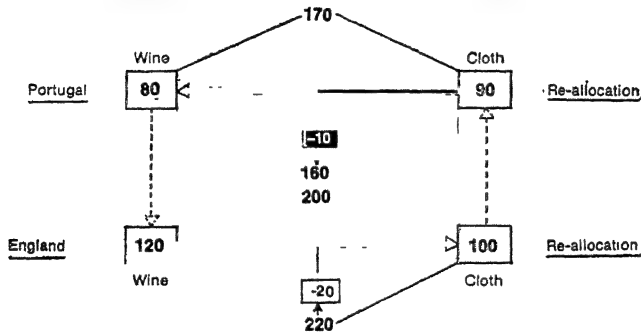 170
Wine Cloth
80 90
Portugal Re-allocation
-10
160
200
England Re-allocation
120 100
Wine Cloth
-20
220